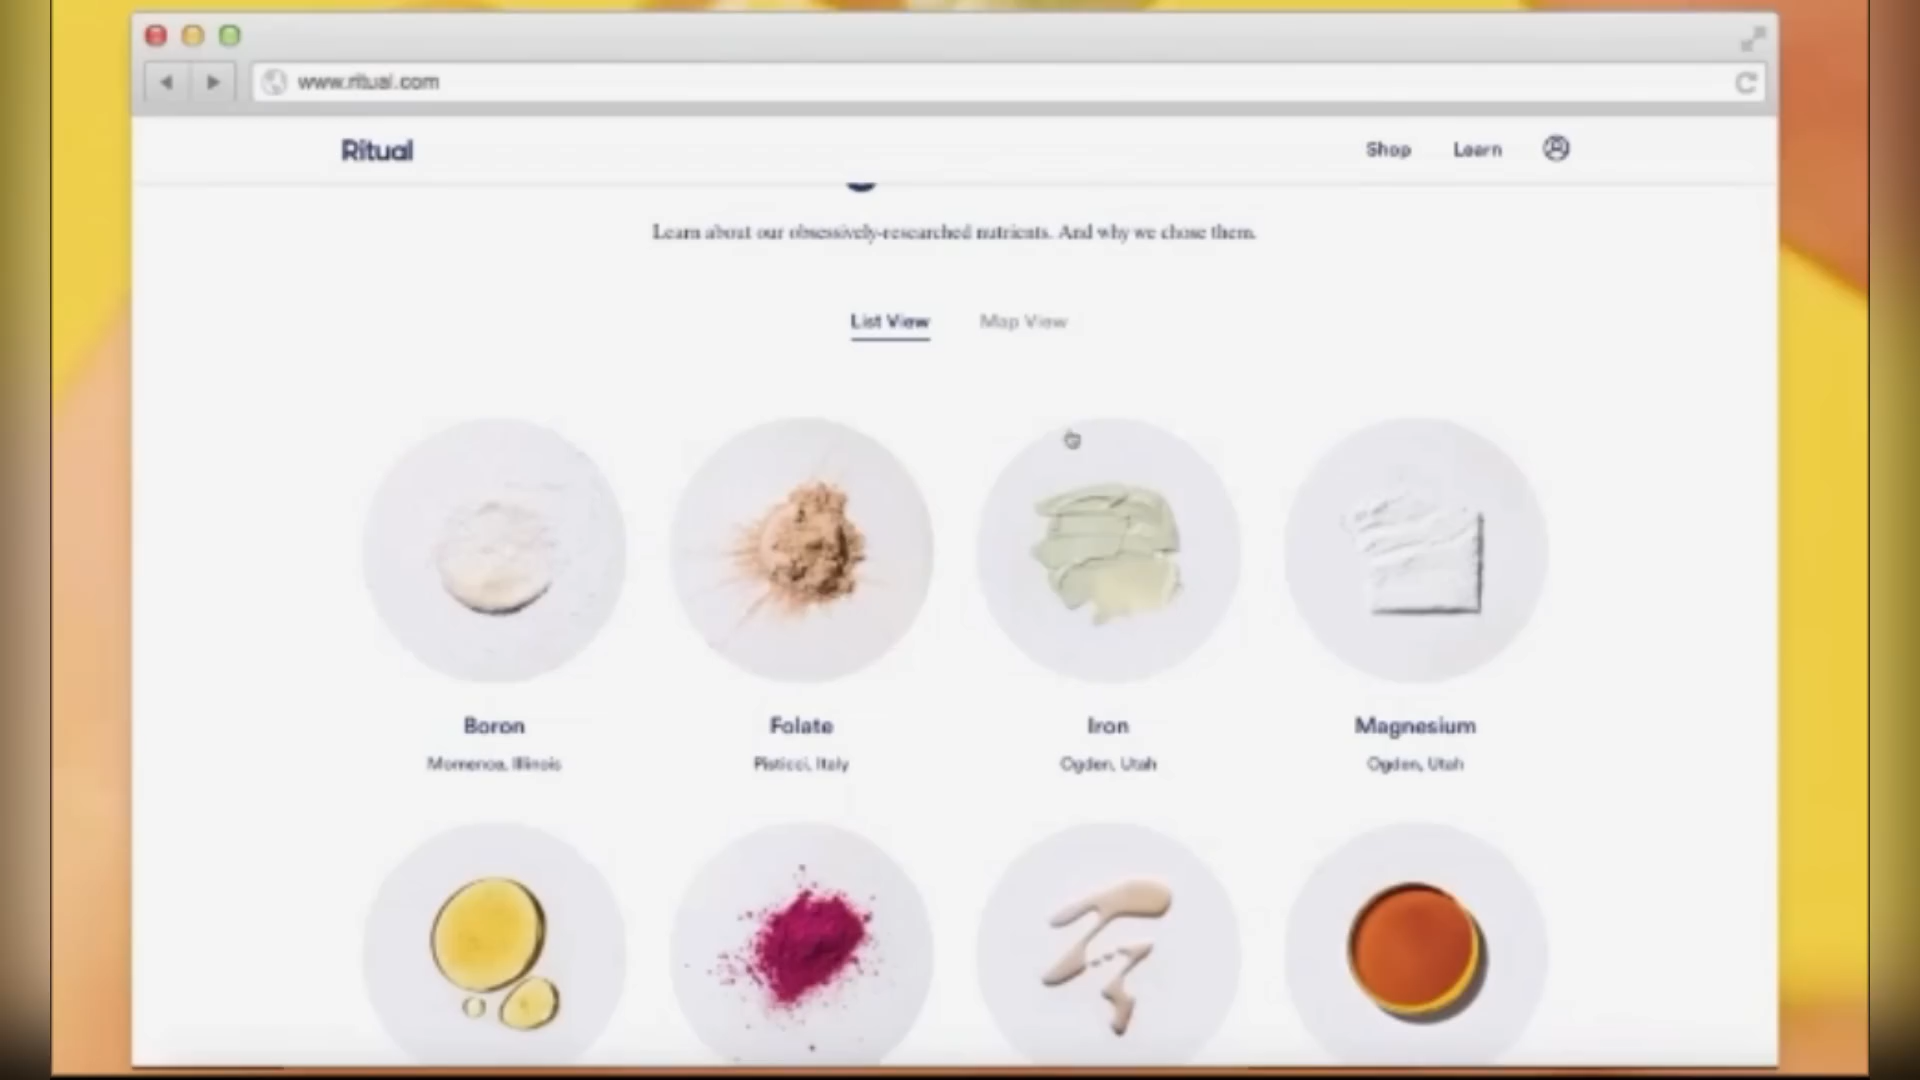 www.ritual.com
Ritual
Shop Learn
Learn about our obsessively-researched nutrients. And why we chose them.
List View Map View
Boron Folate Iron Magnesium
Momence, Illinois Pisticci, Italy Ogden, Utah Ogden, Utah